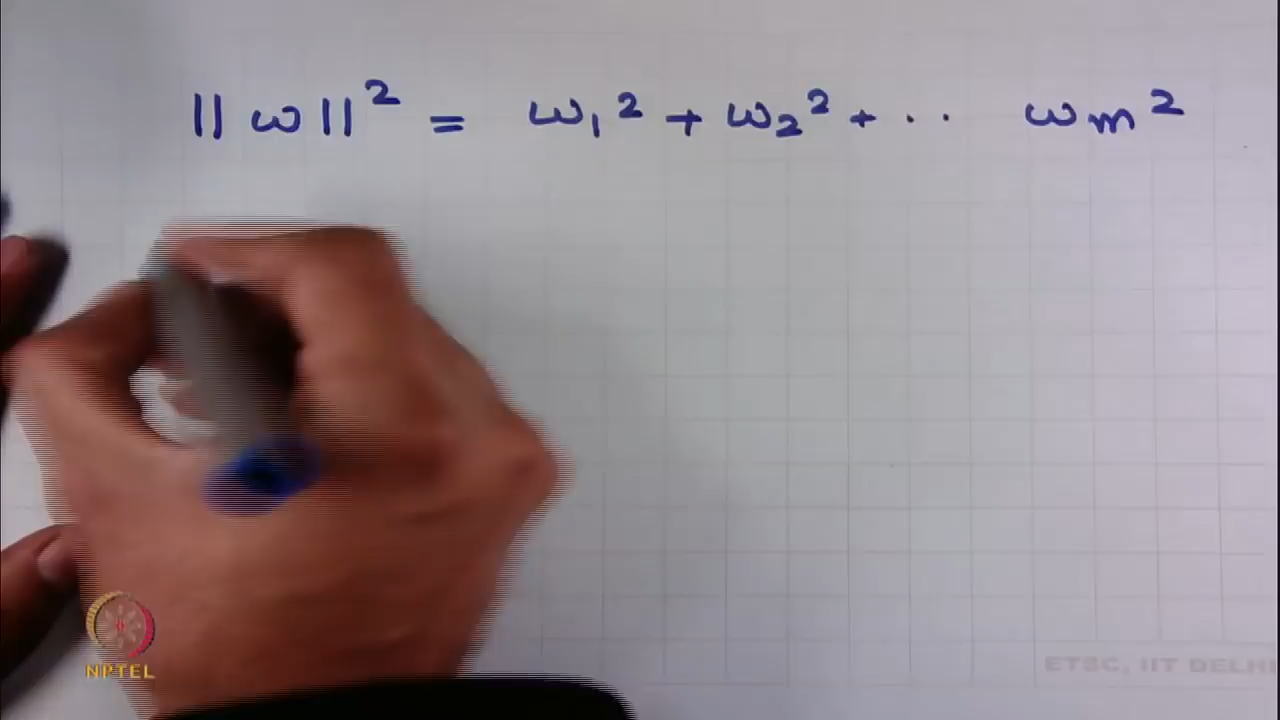 ||ω||² = ω₁² + ω₂² + .. ωₘ²
NPTEL
ETSC, IIT DELHI